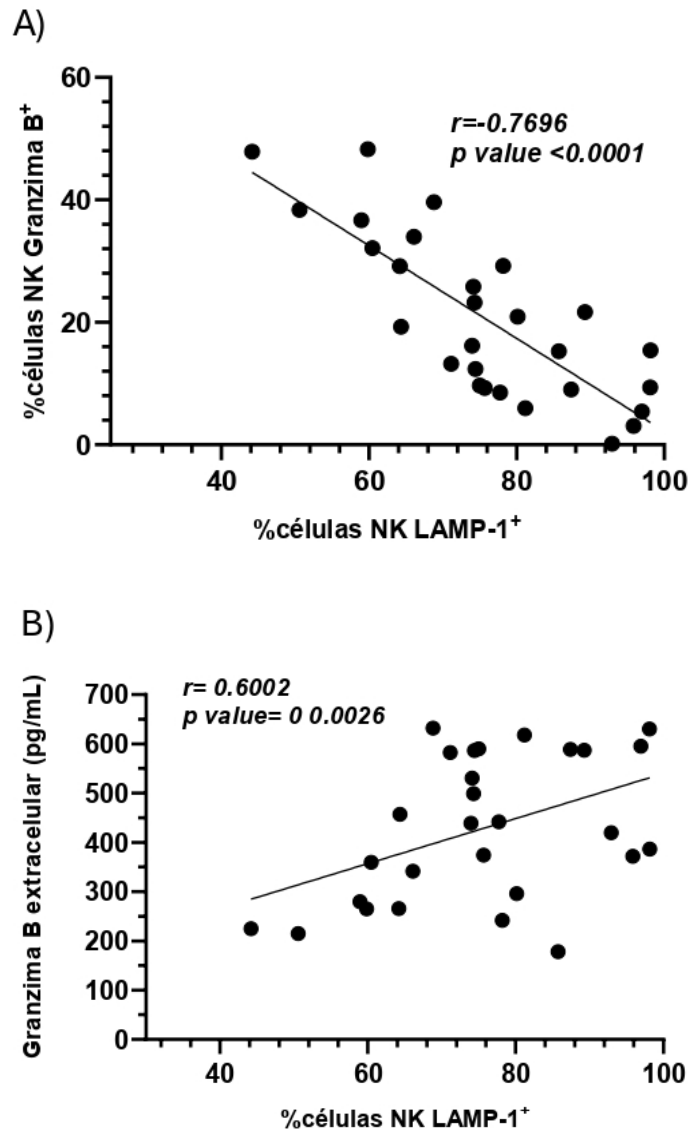 A)
%células NK Granzima B+
60
40
20
0
r=-0.7696
p value <0.0001
40
60
80
100
%células NK LAMP-1+
B)
Granzima B extracelular (pg/mL)
700
600
500
400
300
200
100
0
r= 0.6002
p value= 0 0.0026
40
60
80
100
%células NK LAMP-1+